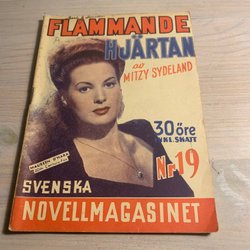 FLAMMANDE
HJÄRTAN
av
MITZY SYDELAND
30 öre
INKL. SKATT
Nr 19
SVENSKA
NOVELLMAGASINET